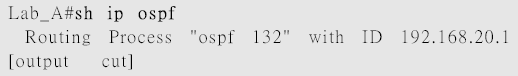 Lab_A#sh ip ospf
Routing Process "ospf 132" with ID 192.168.20.1
[output cut]